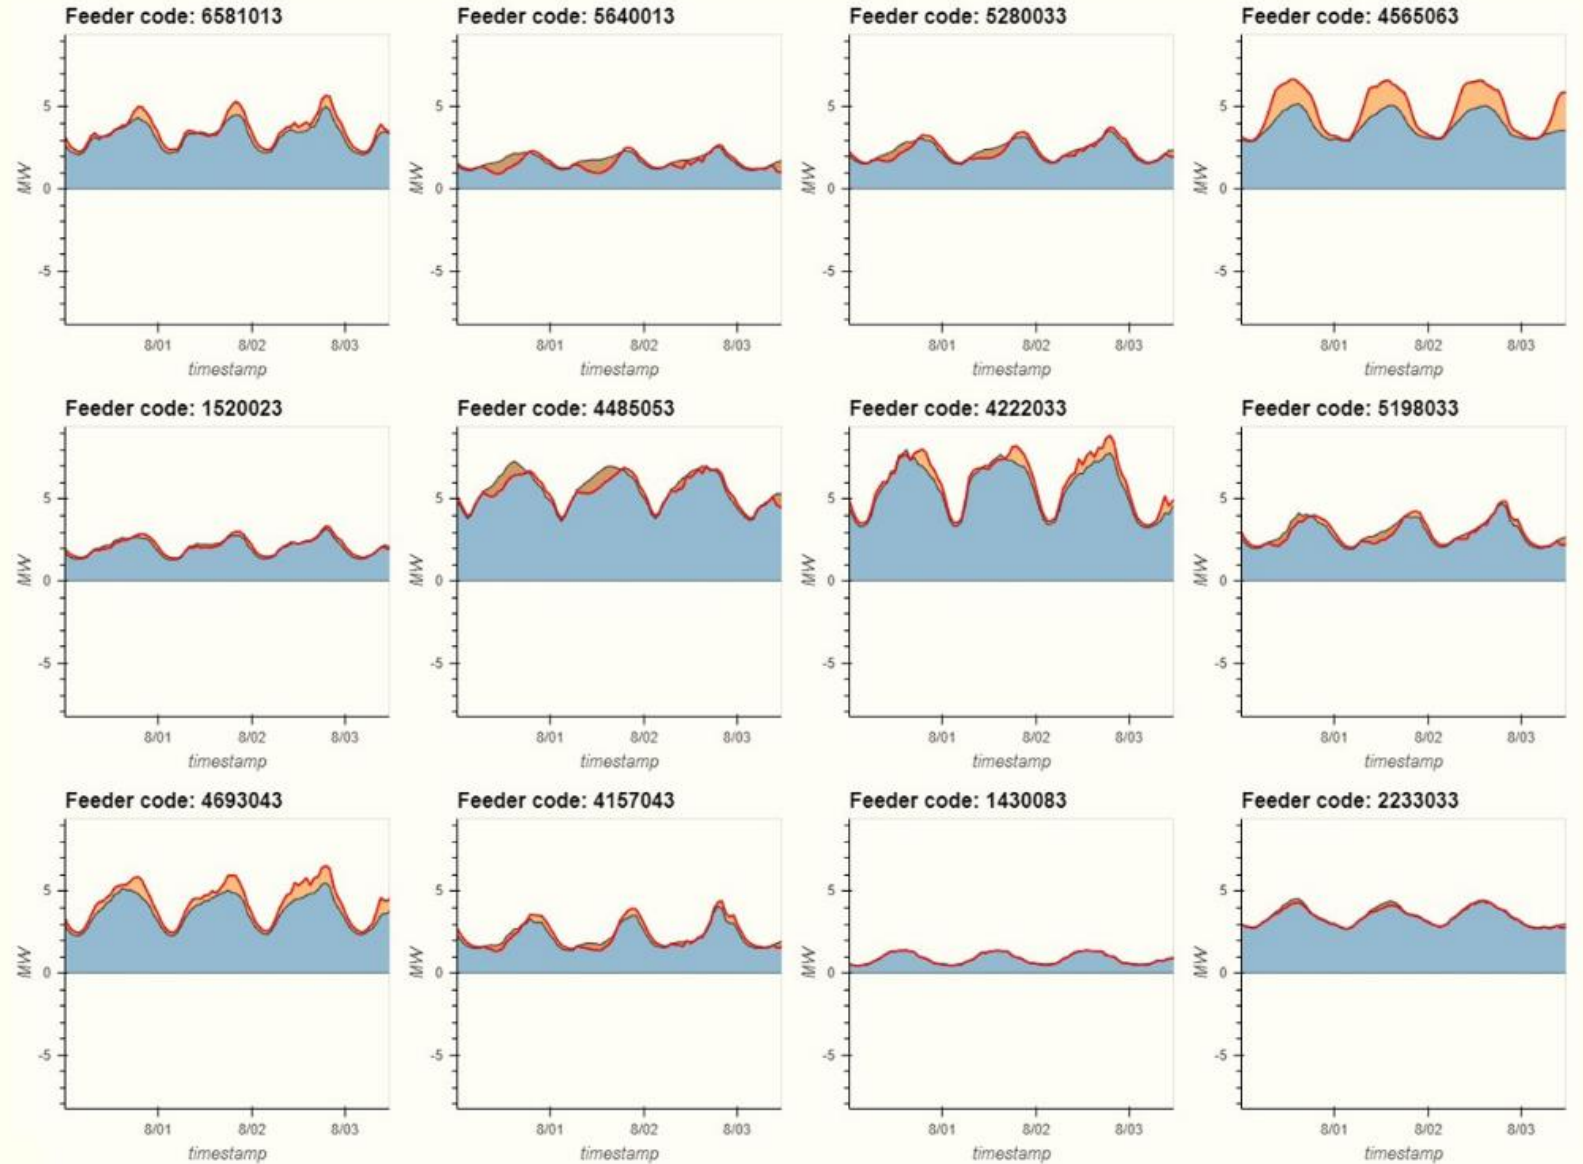 Feeder code: 6581013
MW
5
0
-5
8/01 8/02 8/03
timestamp
Feeder code: 5640013
MW
5
0
-5
8/01 8/02 8/03
timestamp
Feeder code: 5280033
MW
5
0
-5
8/01 8/02 8/03
timestamp
Feeder code: 4565063
MW
5
0
-5
8/01 8/02 8/03
timestamp
Feeder code: 1520023
MW
5
0
-5
8/01 8/02 8/03
timestamp
Feeder code: 4485053
MW
5
0
-5
8/01 8/02 8/03
timestamp
Feeder code: 4222033
MW
5
0
-5
8/01 8/02 8/03
timestamp
Feeder code: 5198033
MW
5
0
-5
8/01 8/02 8/03
timestamp
Feeder code: 4693043
MW
5
0
-5
8/01 8/02 8/03
timestamp
Feeder code: 4157043
MW
5
0
-5
8/01 8/02 8/03
timestamp
Feeder code: 1430083
MW
5
0
-5
8/01 8/02 8/03
timestamp
Feeder code: 2233033
MW
5
0
-5
8/01 8/02 8/03
timestamp